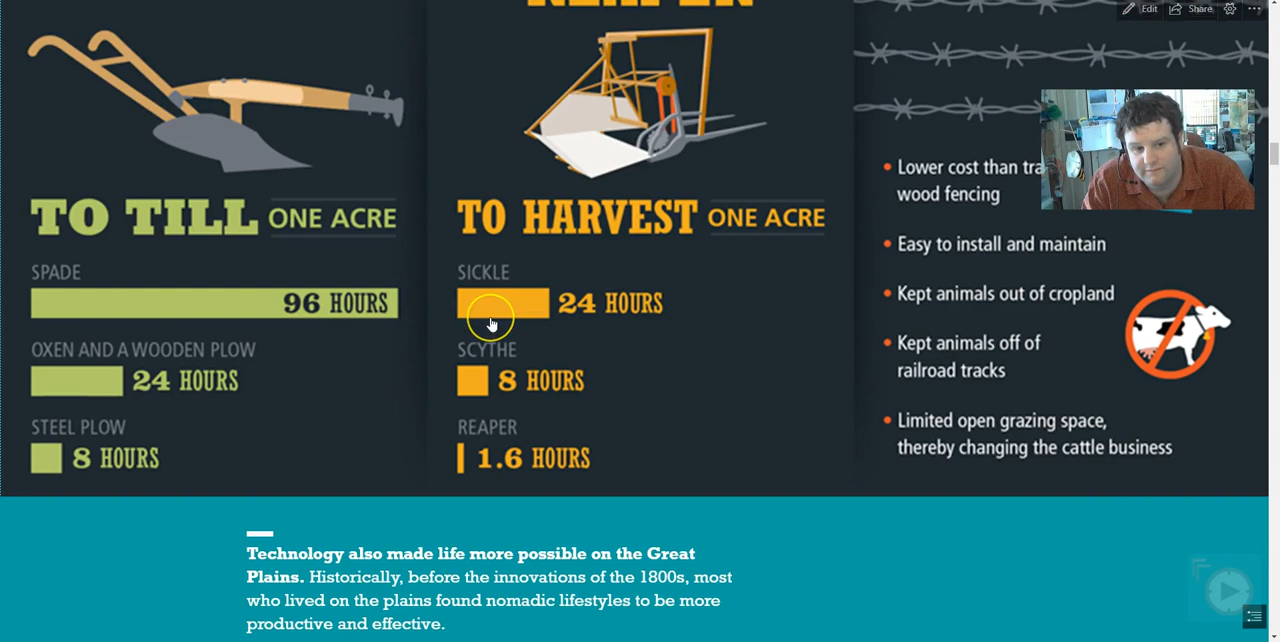 REAPER
Edit
Share
TO TILL ONE ACRE
SPADE
96 HOURS
OXEN AND A WOODEN PLOW
24 HOURS
STEEL PLOW
8 HOURS
TO HARVEST ONE ACRE
SICKLE
24 HOURS
SCYTHE
8 HOURS
REAPER
1.6 HOURS
• Lower cost than tra
wood fencing
• Easy to install and maintain
• Kept animals out of cropland
• Kept animals off of
railroad tracks
• Limited open grazing space,
thereby changing the cattle business
Technology also made life more possible on the Great
Plains. Historically, before the innovations of the 1800s, most
who lived on the plains found nomadic lifestyles to be more
productive and effective.